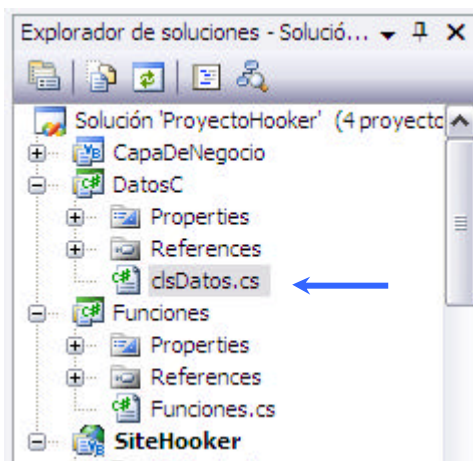 Explorador de soluciones - Solució...
Solución 'ProyectoHooker' (4 proyecto
CapaDeNegocio
DatosC
Properties
References
clsDatos.cs
Funciones
Properties
References
Funciones.cs
SiteHooker